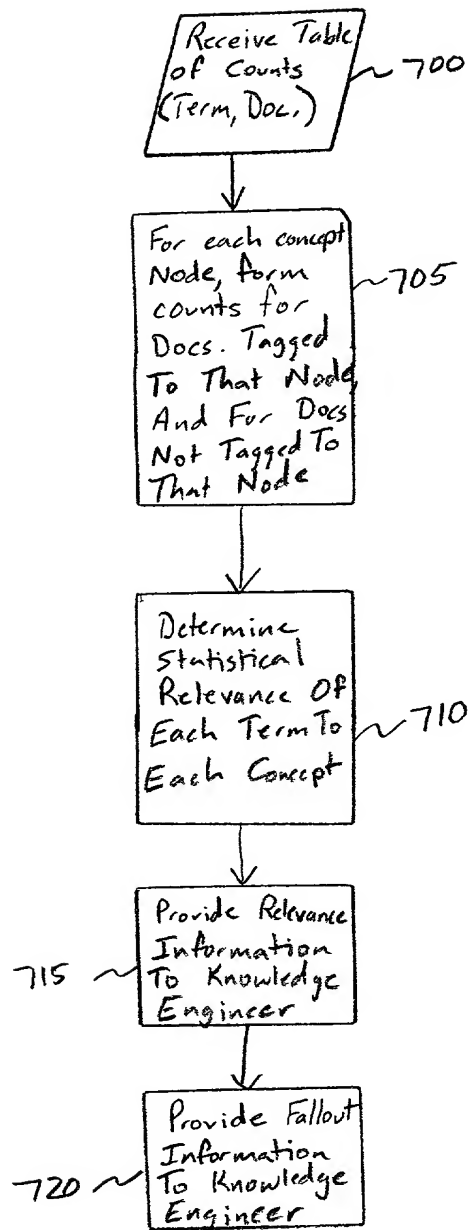 Receive Table
of Counts
(Term, Doc.)
700
For each concept
Node, form
counts for
Docs. Tagged
To That Node,
And For Docs
Not Tagged To
That Node
705
Determine
Statistical
Relevance Of
Each Term To
Each Concept
710
Provide Relevance
Information
To Knowledge
Engineer
715
Provide Fallout
Information
To Knowledge
Engineer
720